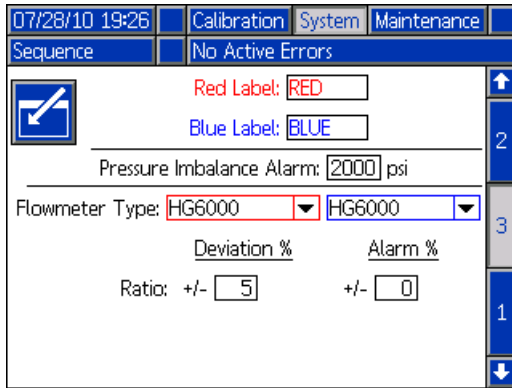 07/28/10 19:26 Calibration System Maintenance
Sequence No Active Errors
Red Label: RED
Blue Label: BLUE
2
Pressure Imbalance Alarm: 2000 psi
Flowmeter Type: HG6000 HG6000
3
Deviation % Alarm %
Ratio: +/- 5 +/- 0
1